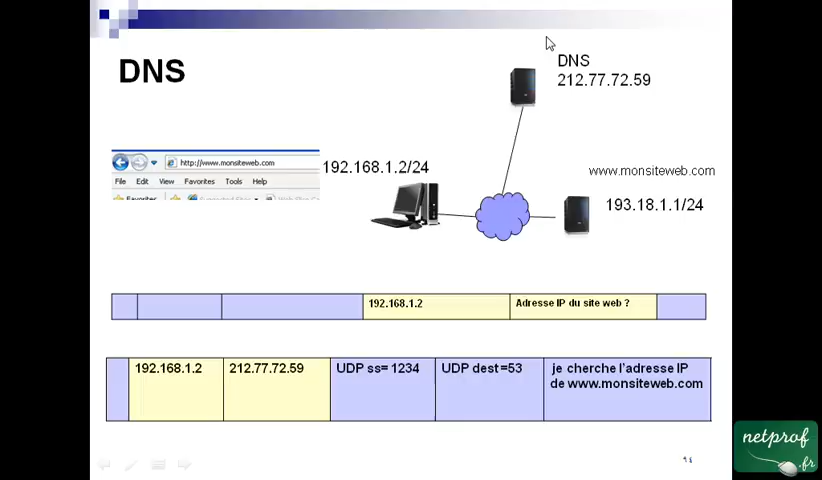 DNS
DNS
212.77.72.59
http://www.monsiteweb.com
File Edit View Favorites Tools Help
Favorites
192.168.1.2/24
www.monsiteweb.com
193.18.1.1/24
192.168.1.2
Adresse IP du site web ?
192.168.1.2
212.77.72.59
UDP ss= 1234
UDP dest=53
je cherche l'adresse IP
de www.monsiteweb.com
٩٤
netprof
.fr